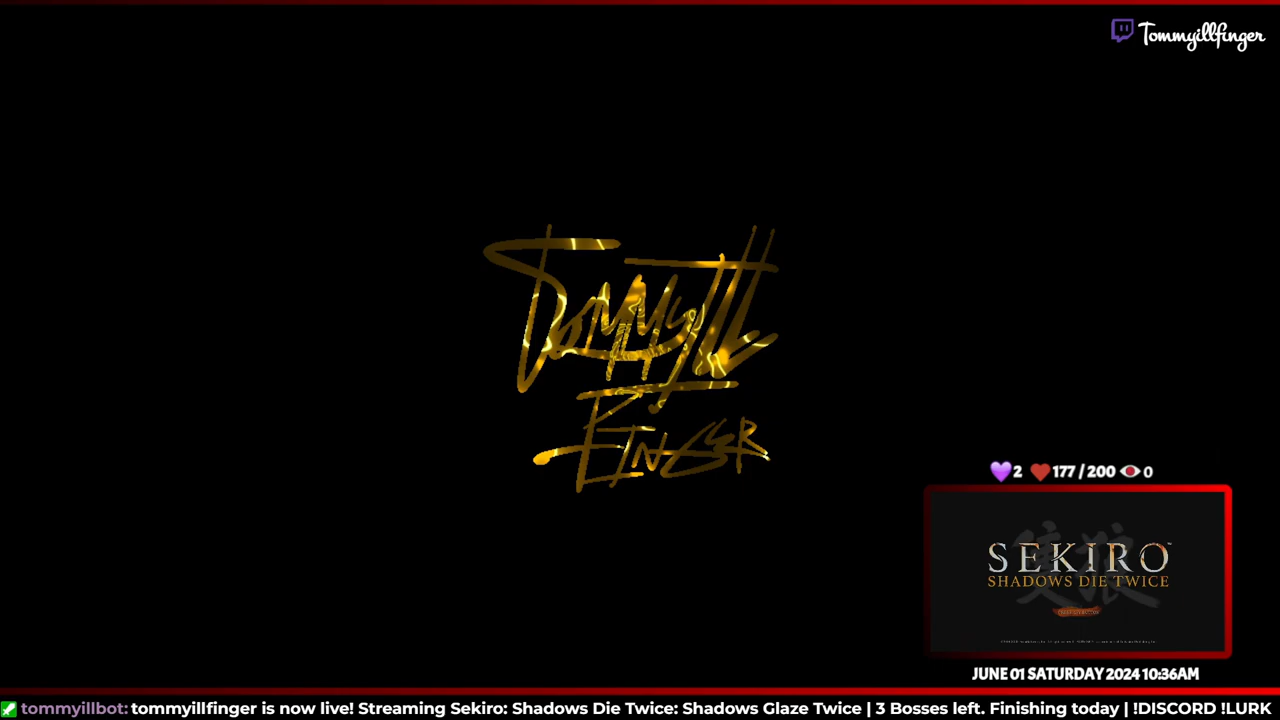 Tommyillfinger
Tommyill
FINGER
2 177 / 200 0
SEKIRO™
SHADOWS DIE TWICE
JUNE 01 SATURDAY 2024 10:36AM
tommyillbot: tommyillfinger is now live! Streaming Sekiro: Shadows Die Twice: Shadows Glaze Twice | 3 Bosses left. Finishing today | !DISCORD !LURK